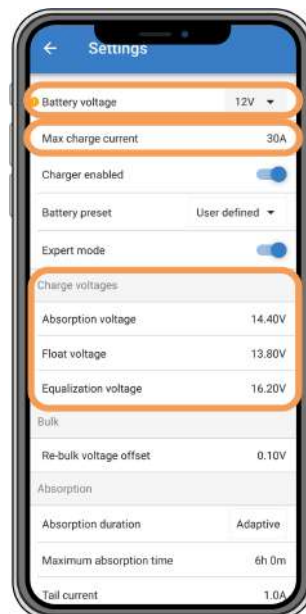 Settings
Battery voltage 12V
Max charge current 30A
Charger enabled
Battery preset User defined
Expert mode
Charge voltages
Absorption voltage 14.40V
Float voltage 13.80V
Equalization voltage 16.20V
Bulk
Re-bulk voltage offset 0.10V
Absorption
Absorption duration Adaptive
Maximum absorption time 6h 0m
Tail current 1.0A